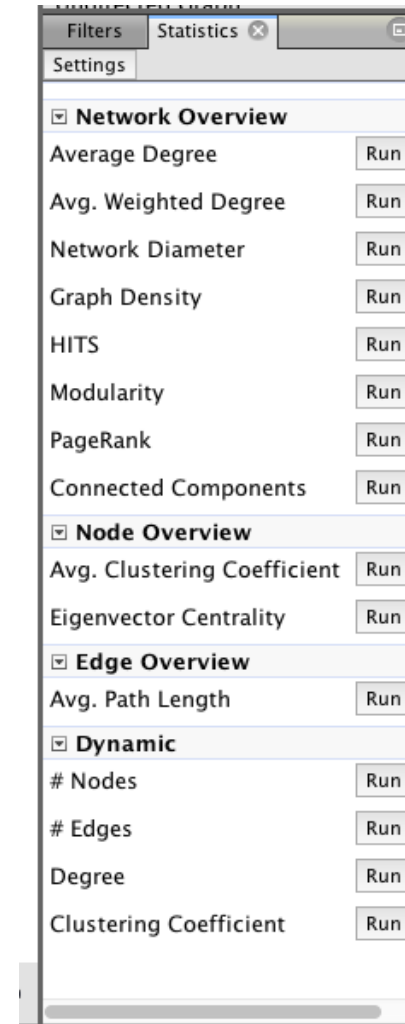 Filters Statistics
Settings
Network Overview
Average Degree Run
Avg. Weighted Degree Run
Network Diameter Run
Graph Density Run
HITS Run
Modularity Run
PageRank Run
Connected Components Run
Node Overview
Avg. Clustering Coefficient Run
Eigenvector Centrality Run
Edge Overview
Avg. Path Length Run
Dynamic
# Nodes Run
# Edges Run
Degree Run
Clustering Coefficient Run